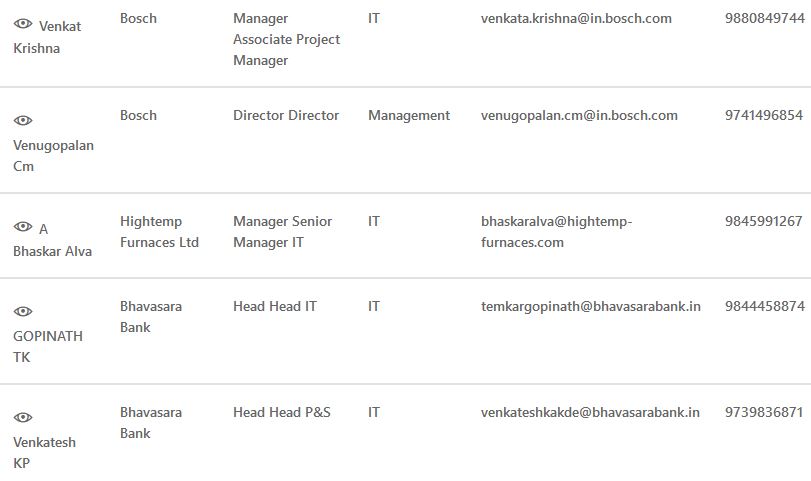 Venkat Krishna Bosch Manager Associate Project Manager IT venkata.krishna@in.bosch.com 9880849744
Venugopalan Cm Bosch Director Director Management venugopalan.cm@in.bosch.com 9741496854
A Bhaskar Alva Hightemp Furnaces Ltd Manager Senior Manager IT IT bhaskaralva@hightemp-furnaces.com 9845991267
GOPINATH TK Bhavasara Bank Head Head IT IT temkargopinath@bhavasarabank.in 9844458874
Venkatesh KP Bhavasara Bank Head Head P&S IT venkateshkakde@bhavasarabank.in 9739836871